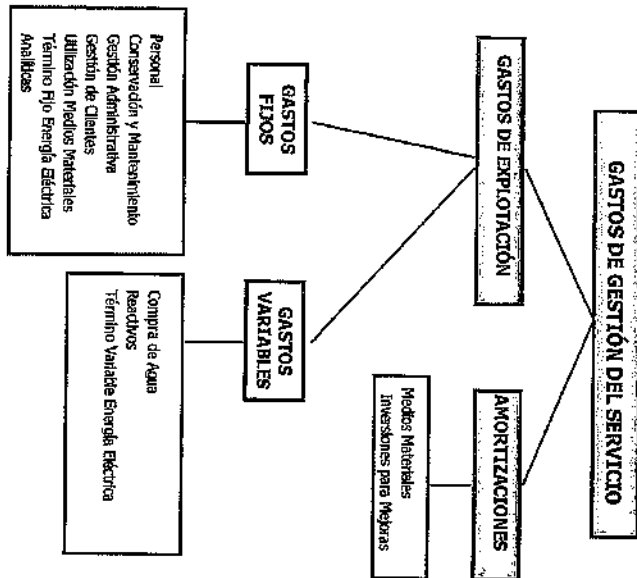 GASTOS DE GESTIÓN DEL SERVICIO
GASTOS DE EXPLOTACIÓN
AMORTIZACIONES
Medios Materiales
Inversiones para Mejoras
GASTOS
FIJOS
GASTOS
VARIABLES
Personal
Conservación y Mantenimiento
Gestión Administrativa
Gestión de Clientes
Utilización Medios Materiales
Término Fijo Energía Eléctrica
Analíticas
Compra de Agua
Reactivos
Término Variable Energía Eléctrica